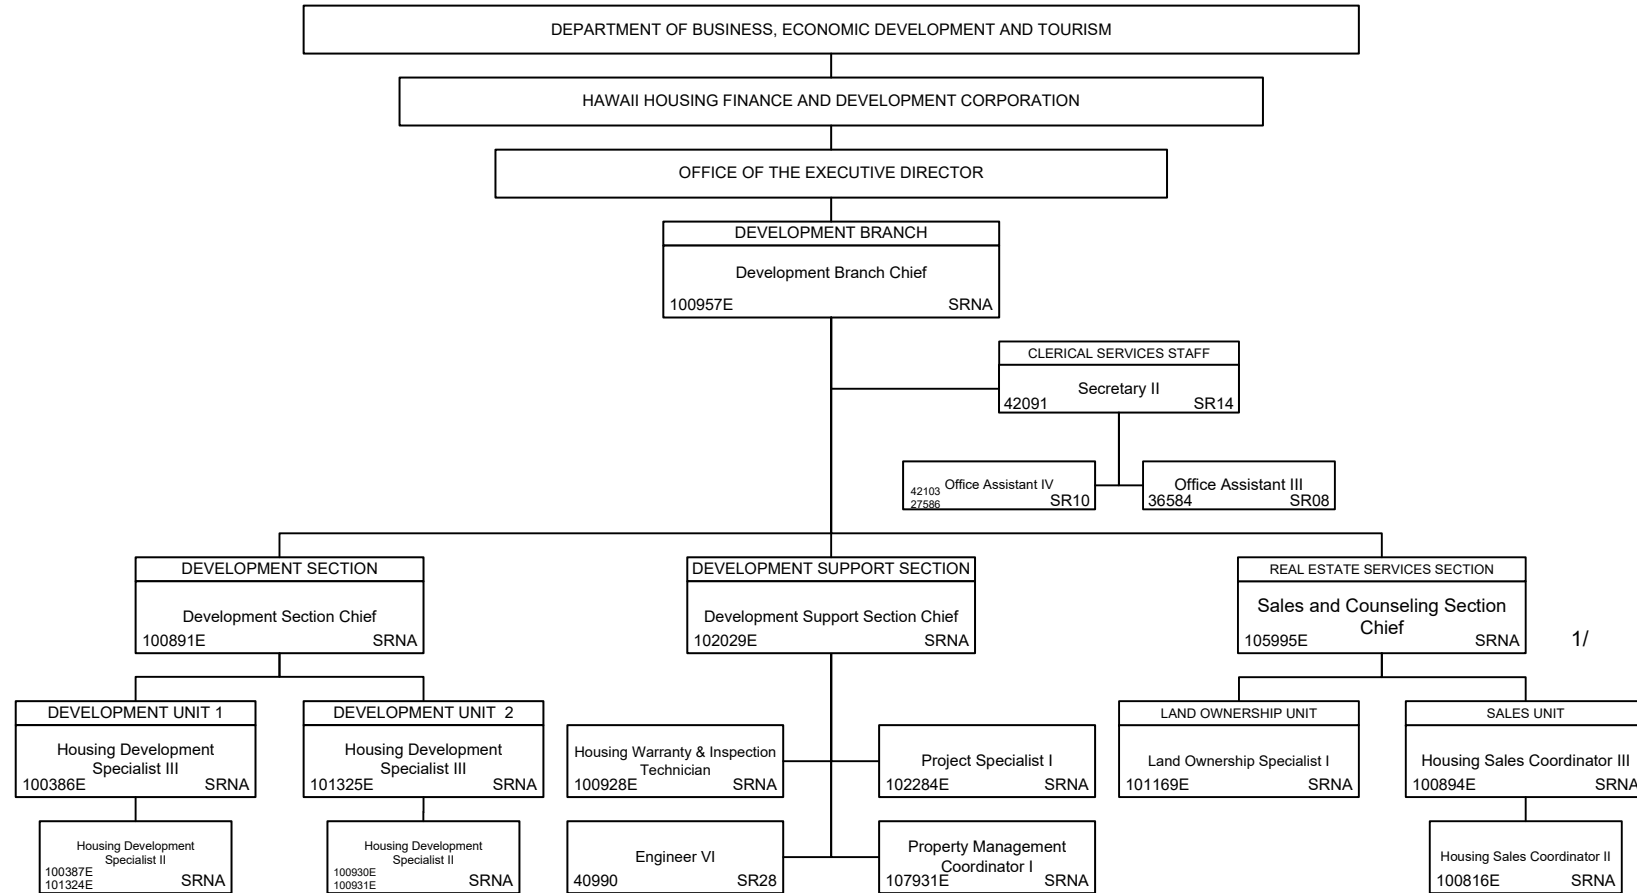 DEPARTMENT OF BUSINESS, ECONOMIC DEVELOPMENT AND TOURISM
HAWAII HOUSING FINANCE AND DEVELOPMENT CORPORATION
OFFICE OF THE EXECUTIVE DIRECTOR
DEVELOPMENT BRANCH
Development Branch Chief
100957E SRNA
CLERICAL SERVICES STAFF
Secretary II
42091 SR14
Office Assistant IV
42103
27586 SR10
Office Assistant III
36584 SR08
DEVELOPMENT SECTION
Development Section Chief
100891E SRNA
DEVELOPMENT SUPPORT SECTION
Development Support Section Chief
102029E SRNA
REAL ESTATE SERVICES SECTION
Sales and Counseling Section
Chief
105995E SRNA
1/
DEVELOPMENT UNIT 1
Housing Development
Specialist III
100386E SRNA
DEVELOPMENT UNIT 2
Housing Development
Specialist III
101325E SRNA
Housing Warranty & Inspection
Technician
100928E SRNA
Project Specialist I
102284E SRNA
LAND OWNERSHIP UNIT
Land Ownership Specialist I
101169E SRNA
SALES UNIT
Housing Sales Coordinator III
100894E SRNA
Housing Development
Specialist II
100387E
101324E SRNA
Housing Development
Specialist II
100930E
100931E SRNA
Engineer VI
40990 SR28
Property Management
Coordinator I
107931E SRNA
Housing Sales Coordinator II
100816E SRNA